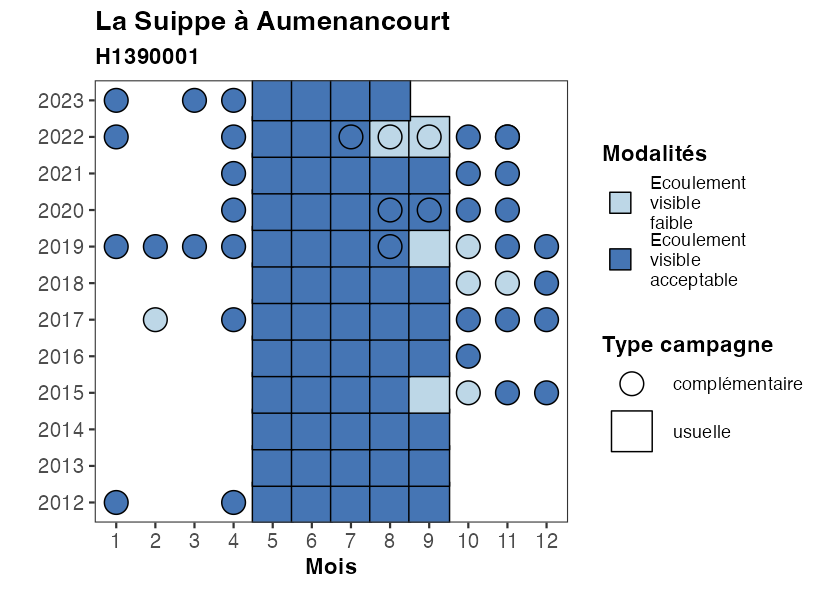 La Suippe à Aumenancourt
H1390001
2023
2022
2021
2020
2019
2018
2017
2016
2015
2014
2013
2012
1 2 3 4 5 6 7 8 9 10 11 12
Mois
Modalités
Ecoulement
visible
faible
Ecoulement
visible
acceptable
Type campagne
complémentaire
usuelle